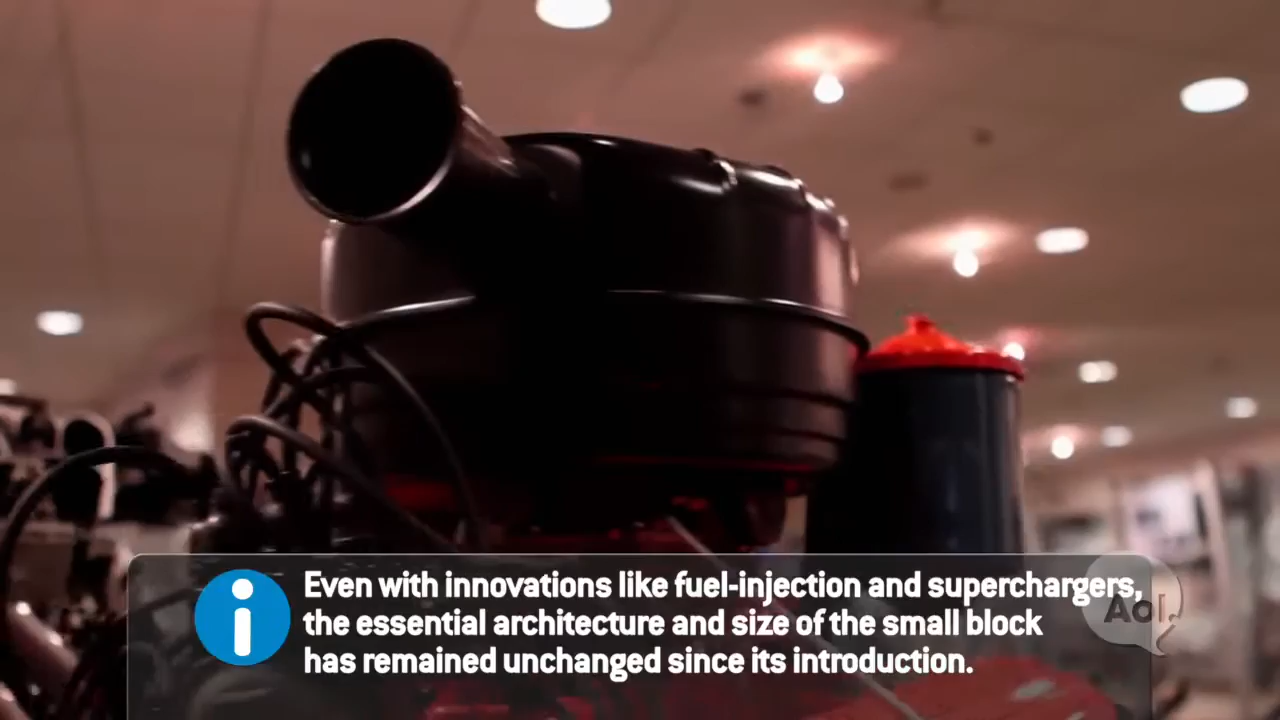 Even with innovations like fuel-injection and superchargers,
the essential architecture and size of the small block
has remained unchanged since its introduction.
Aol.